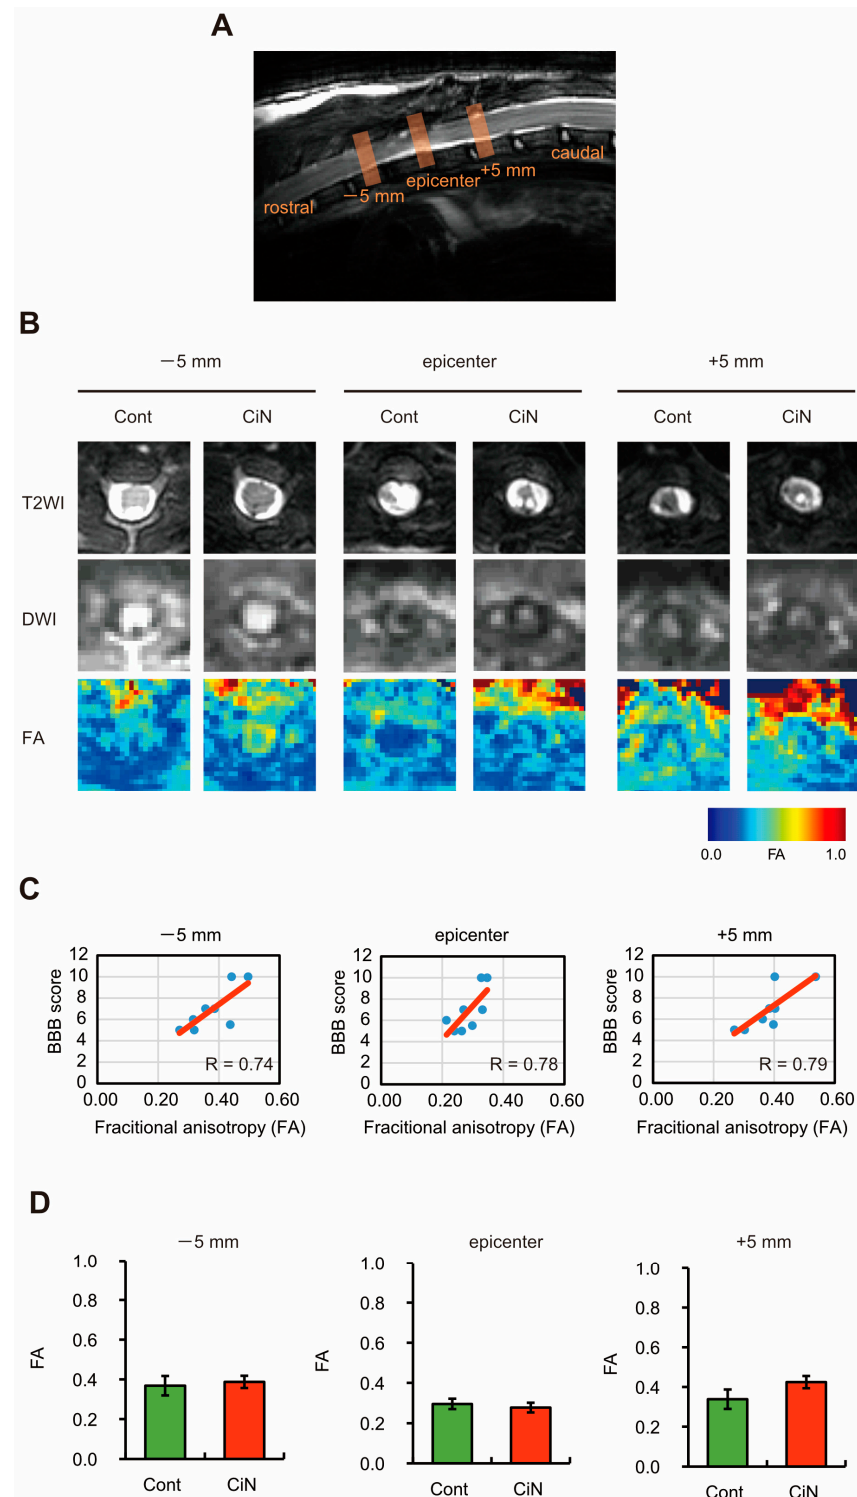 A
rostral
－5 mm
epicenter
+5 mm
caudal
B
－5 mm epicenter +5 mm
Cont CiN Cont CiN Cont CiN
T2WI
DWI
FA
0.0 FA 1.0
C
－5 mm
BBB score
12
10
8
6
4
2
0
R = 0.74
0.00 0.20 0.40 0.60
Fracitional anisotropy (FA)
epicenter
BBB score
12
10
8
6
4
2
0
R = 0.78
0.00 0.20 0.40 0.60
Fracitional anisotropy (FA)
+5 mm
BBB score
12
10
8
6
4
2
0
R = 0.79
0.00 0.20 0.40 0.60
Fracitional anisotropy (FA)
D
－5 mm
FA
1.0
0.8
0.6
0.4
0.2
0.0
Cont CiN
epicenter
FA
1.0
0.8
0.6
0.4
0.2
0.0
Cont CiN
+5 mm
FA
1.0
0.8
0.6
0.4
0.2
0.0
Cont CiN